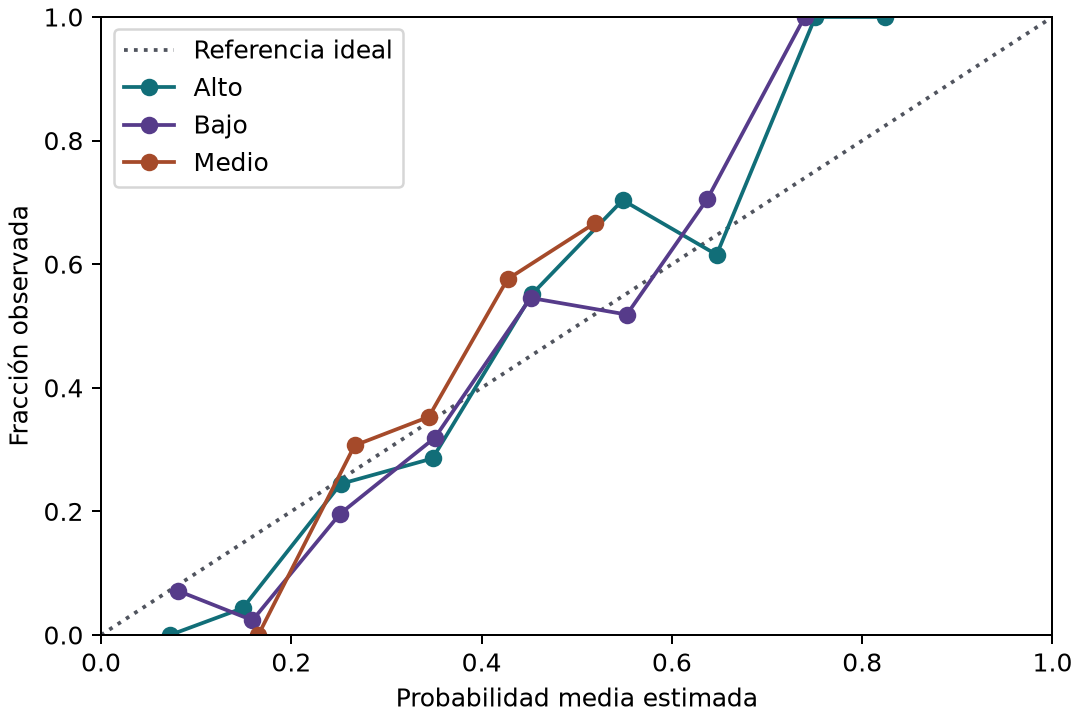 Referencia ideal
Alto
Bajo
Medio
1.0
0.8
0.6
0.4
0.2
0.0
Fracción observada
0.0 0.2 0.4 0.6 0.8 1.0
Probabilidad media estimada